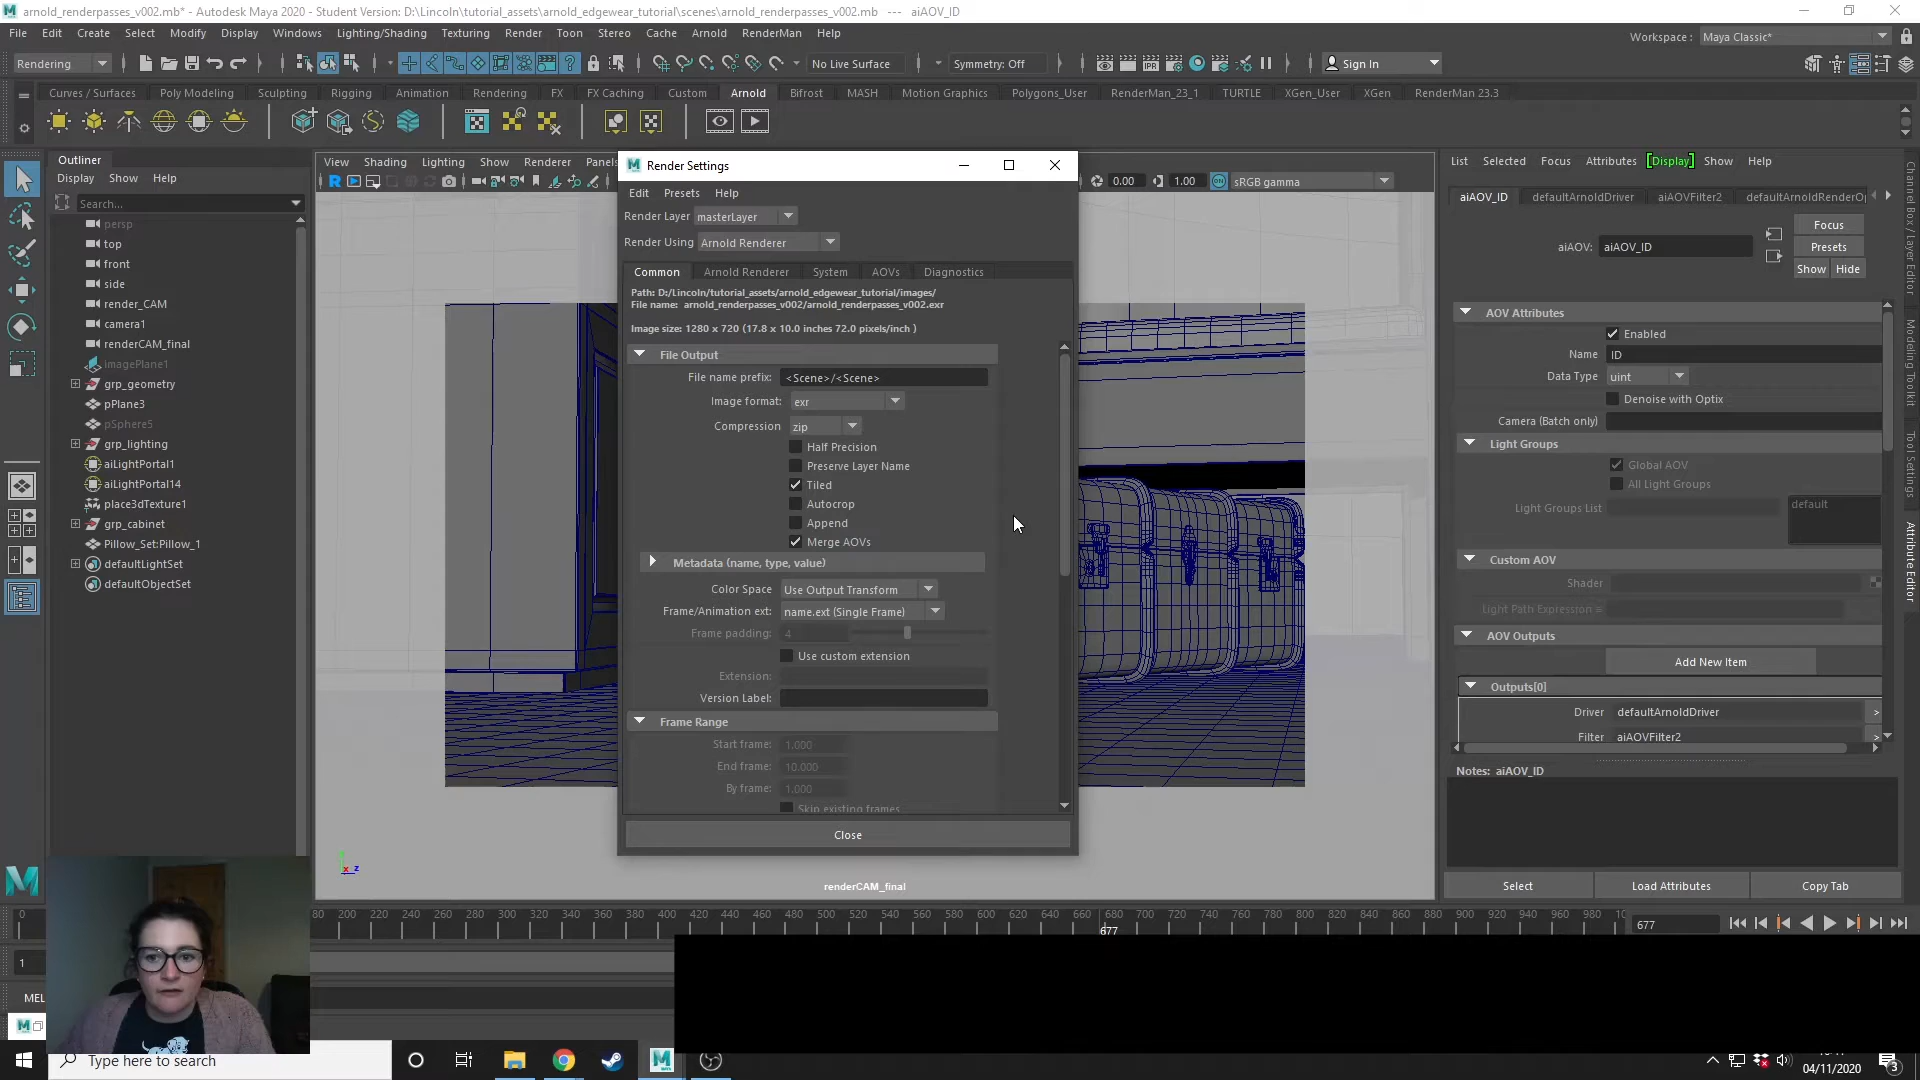 arnold_renderpasses_v002.mb* - Autodesk Maya 2020 - Student Version: D:\Lincoln\tutorial_assets\arnold_edgewear_tutorial\scenes\arnold_renderpasses_v002.mb --- aiAOV_ID
File Edit Create Select Modify Display Windows Lighting/Shading Texturing Render Toon Stereo Cache Arnold RenderMan Help
Workspace : Maya Classic*
Rendering No Live Surface Symmetry: Off Sign In
Curves / Surfaces Poly Modeling Sculpting Rigging Animation Rendering FX FX Caching Custom Arnold Bifrost MASH Motion Graphics Polygons_User RenderMan_23_1 TURTLE XGen_User XGen RenderMan 23.3
Outliner
Display Show Help
Search...
persp
top
front
side
render_CAM
camera1
renderCAM_final
imagePlane1
grp_geometry
pPlane3
pSphere5
grp_lighting
aiLightPortal1
aiLightPortal14
place3dTexture1
grp_cabinet
Pillow_Set:Pillow_1
defaultLightSet
defaultObjectSet
View Shading Lighting Show Renderer Panels
0.00 1.00 sRGB gamma
Render Settings
Edit Presets Help
Render Layer masterLayer
Render Using Arnold Renderer
Common Arnold Renderer System AOVs Diagnostics
Path: D:/Lincoln/tutorial_assets/arnold_edgewear_tutorial/images/
File name: arnold_renderpasses_v002/arnold_renderpasses_v002.exr
Image size: 1280 x 720 (17.8 x 10.0 inches 72.0 pixels/inch )
File Output
File name prefix: <Scene>/<Scene>
Image format: exr
Compression zip
Half Precision
Preserve Layer Name
Tiled
Autocrop
Append
Merge AOVs
Metadata (name, type, value)
Color Space Use Output Transform
Frame/Animation ext: name.ext (Single Frame)
Frame padding: 4
Use custom extension
Extension:
Version Label:
Frame Range
Start frame: 1.000
End frame: 10.000
By frame: 1.000
Skip existing frames
Close
renderCAM_final
List Selected Focus Attributes [Display] Show Help
aiAOV_ID defaultArnoldDriver aiAOVFilter2 defaultArnoldRenderOp
Focus
aiAOV: aiAOV_ID
Presets
Show Hide
AOV Attributes
Enabled
Name ID
Data Type uint
Denoise with Optix
Camera (Batch only)
Light Groups
Global AOV
All Light Groups
Light Groups List default
Custom AOV
Shader
Light Path Expression =
AOV Outputs
Add New Item
Outputs[0]
Driver defaultArnoldDriver >
Filter aiAOVFilter2 >
Notes: aiAOV_ID
Select Load Attributes Copy Tab
Channel Box / Layer Editor
Modeling Toolkit
Tool Settings
Attribute Editor
0 80 200 220 240 260 280 300 320 340 360 380 400 420 440 460 480 500 520 540 560 580 600 620 640 660 680 700 720 740 760 780 800 820 840 860 880 900 920 940 960 980
677
677
1
MEL
Type here to search
04/11/2020
3